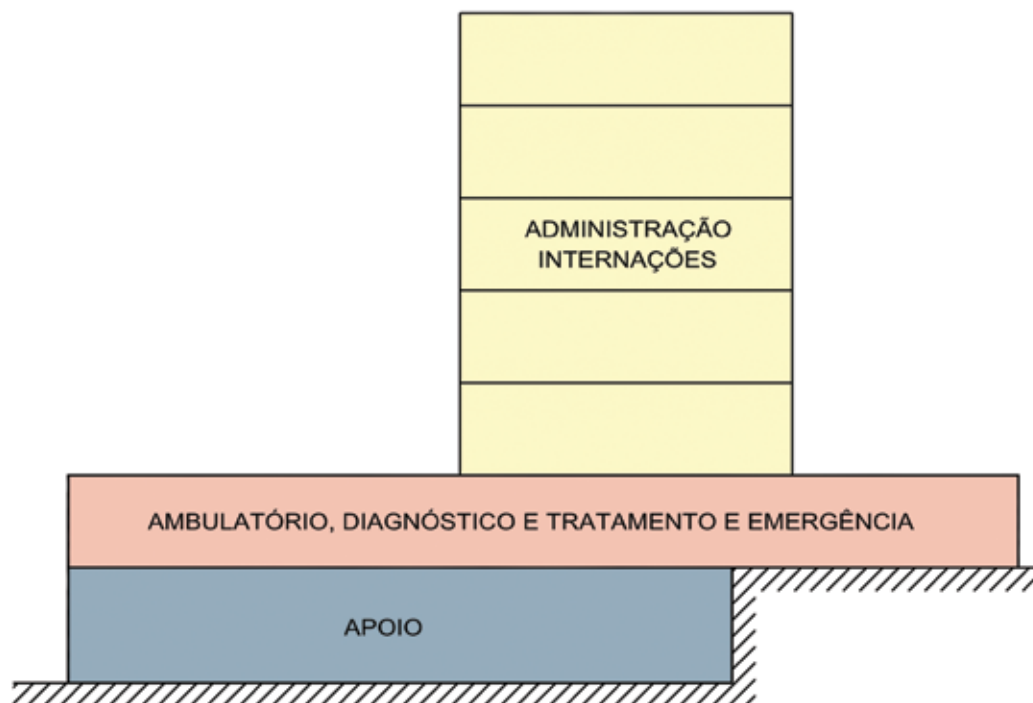 ADMINISTRAÇÃO
INTERNAÇÕES
AMBULATÓRIO, DIAGNÓSTICO E TRATAMENTO E EMERGÊNCIA
APOIO